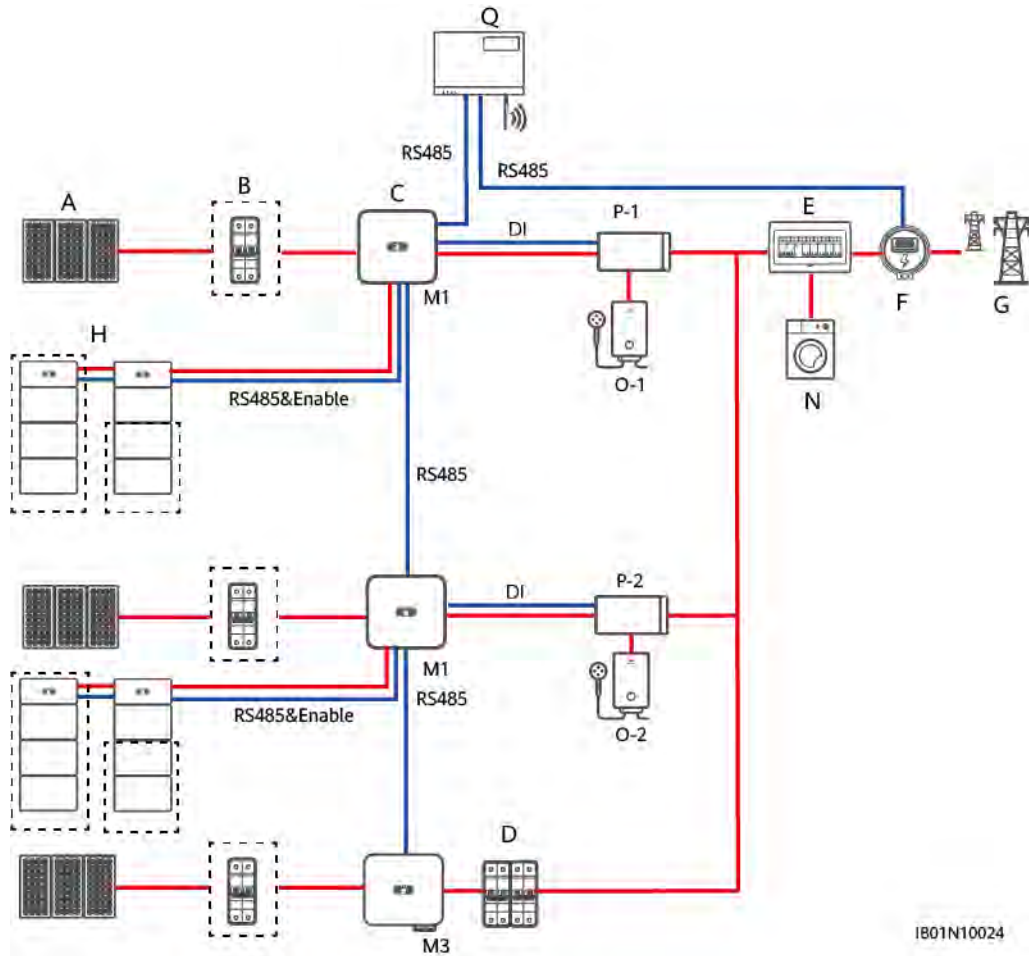 Q
RS485
RS485
A
B
C
P-1
E
DI
M1
F
G
H
O-1
N
RS485&Enable
RS485
P-2
DI
M1
RS485
RS485&Enable
O-2
D
M3
IB01N10024